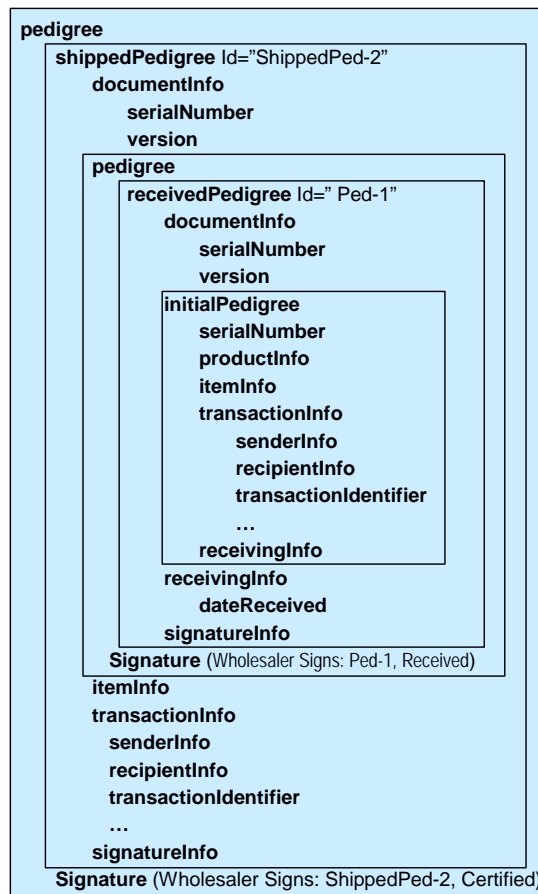 pedigree
shippedPedigree Id=”ShippedPed-2”
documentInfo
serialNumber
version
pedigree
receivedPedigree Id=” Ped-1”
documentInfo
serialNumber
version
initialPedigree
serialNumber
productInfo
itemInfo
transactionInfo
senderInfo
recipientInfo
transactionIdentifier
…
receivingInfo
receivingInfo
dateReceived
signatureInfo
Signature (Wholesaler Signs: Ped-1, Received)
itemInfo
transactionInfo
senderInfo
recipientInfo
transactionIdentifier
…
signatureInfo
Signature (Wholesaler Signs: ShippedPed-2, Certified)